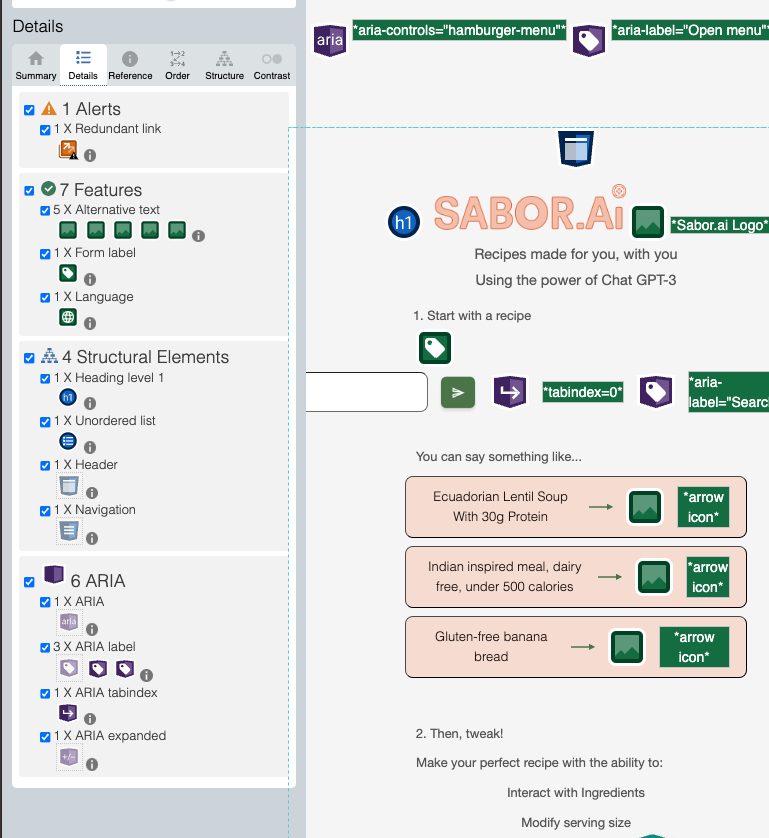 Details
Summary
Details
Reference
Order
Structure
Contrast
1 Alerts
1 X Redundant link
7 Features
5 X Alternative text
1 X Form label
1 X Language
4 Structural Elements
1 X Heading level 1
h1
1 X Unordered list
1 X Header
1 X Navigation
6 ARIA
1 X ARIA
aria
3 X ARIA label
1 X ARIA tabindex
1 X ARIA expanded
+/-
aria
*aria-controls="hamburger-menu"*
*aria-label="Open menu"*
h1
SABOR.Ai
*Sabor.ai Logo*
Recipes made for you, with you
Using the power of Chat GPT-3
1. Start with a recipe
*tabindex=0*
*aria-
label="Searc
You can say something like...
Ecuadorian Lentil Soup
With 30g Protein
*arrow
icon*
Indian inspired meal, dairy
free, under 500 calories
*arrow
icon*
Gluten-free banana
bread
*arrow
icon*
2. Then, tweak!
Make your perfect recipe with the ability to:
Interact with Ingredients
Modify serving size